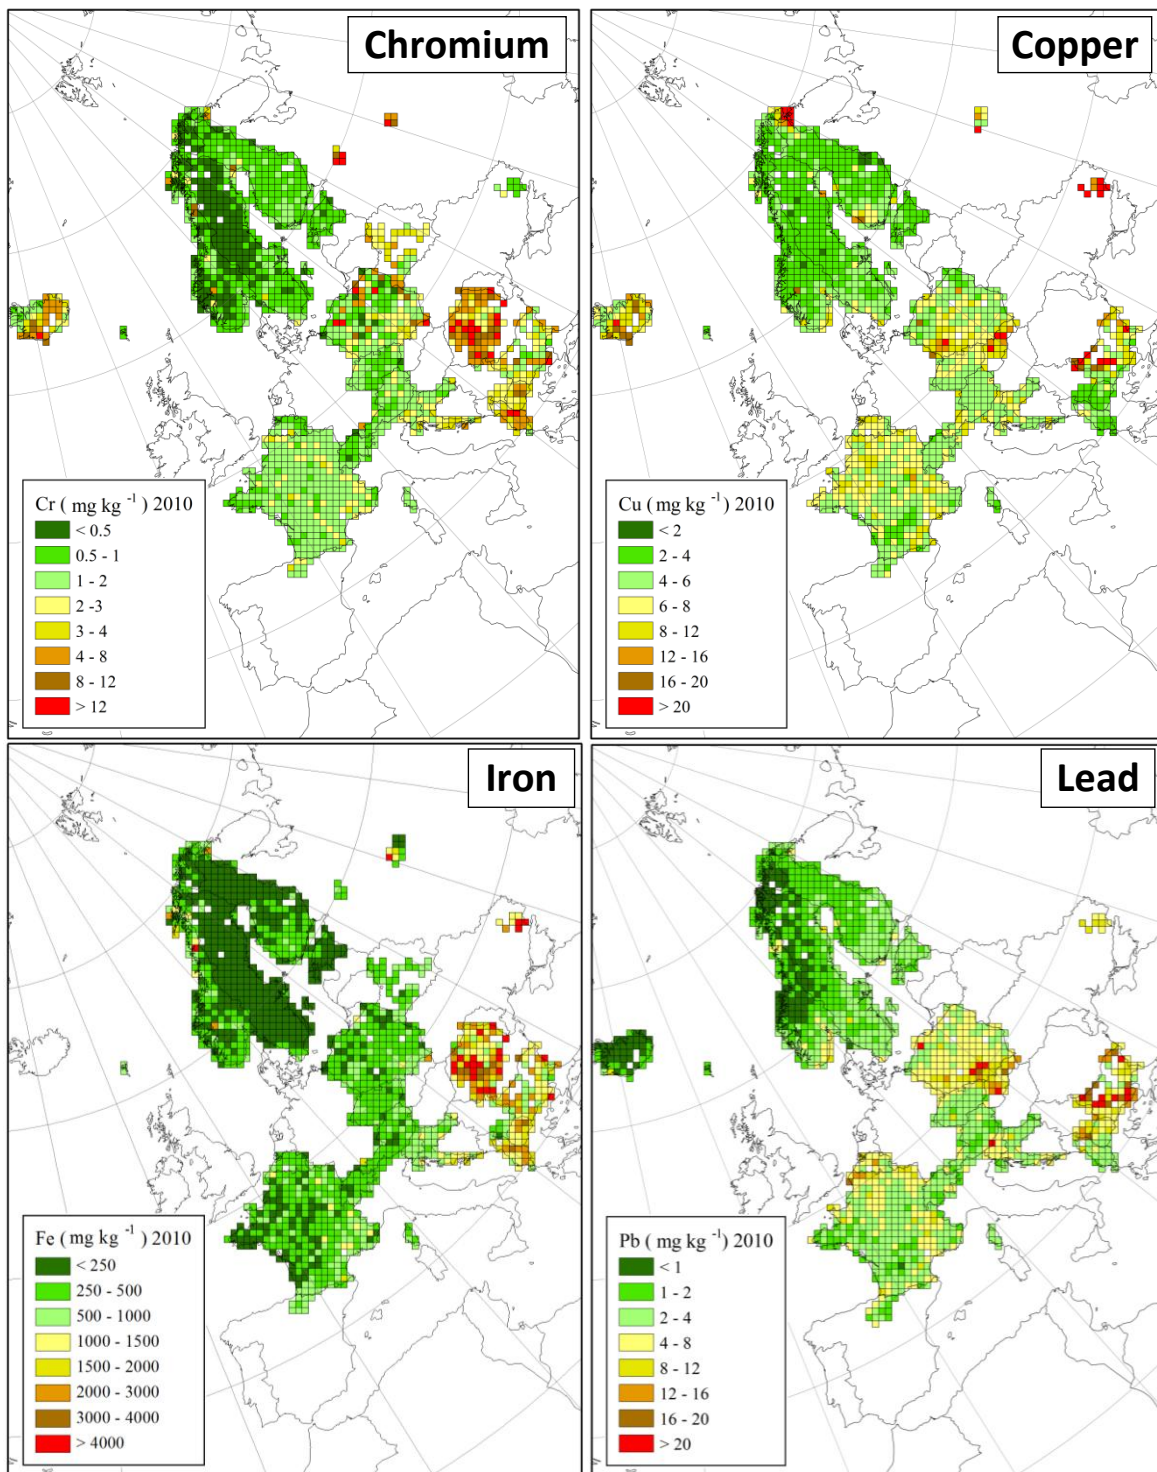 Chromium
Cr ( mg kg -1 ) 2010
< 0.5
0.5 - 1
1 - 2
2 - 3
3 - 4
4 - 8
8 - 12
> 12
Copper
Cu ( mg kg -1 ) 2010
< 2
2 - 4
4 - 6
6 - 8
8 - 12
12 - 16
16 - 20
> 20
Iron
Fe ( mg kg -1 ) 2010
< 250
250 - 500
500 - 1000
1000 - 1500
1500 - 2000
2000 - 3000
3000 - 4000
> 4000
Lead
Pb ( mg kg -1 ) 2010
< 1
1 - 2
2 - 4
4 - 8
8 - 12
12 - 16
16 - 20
> 20